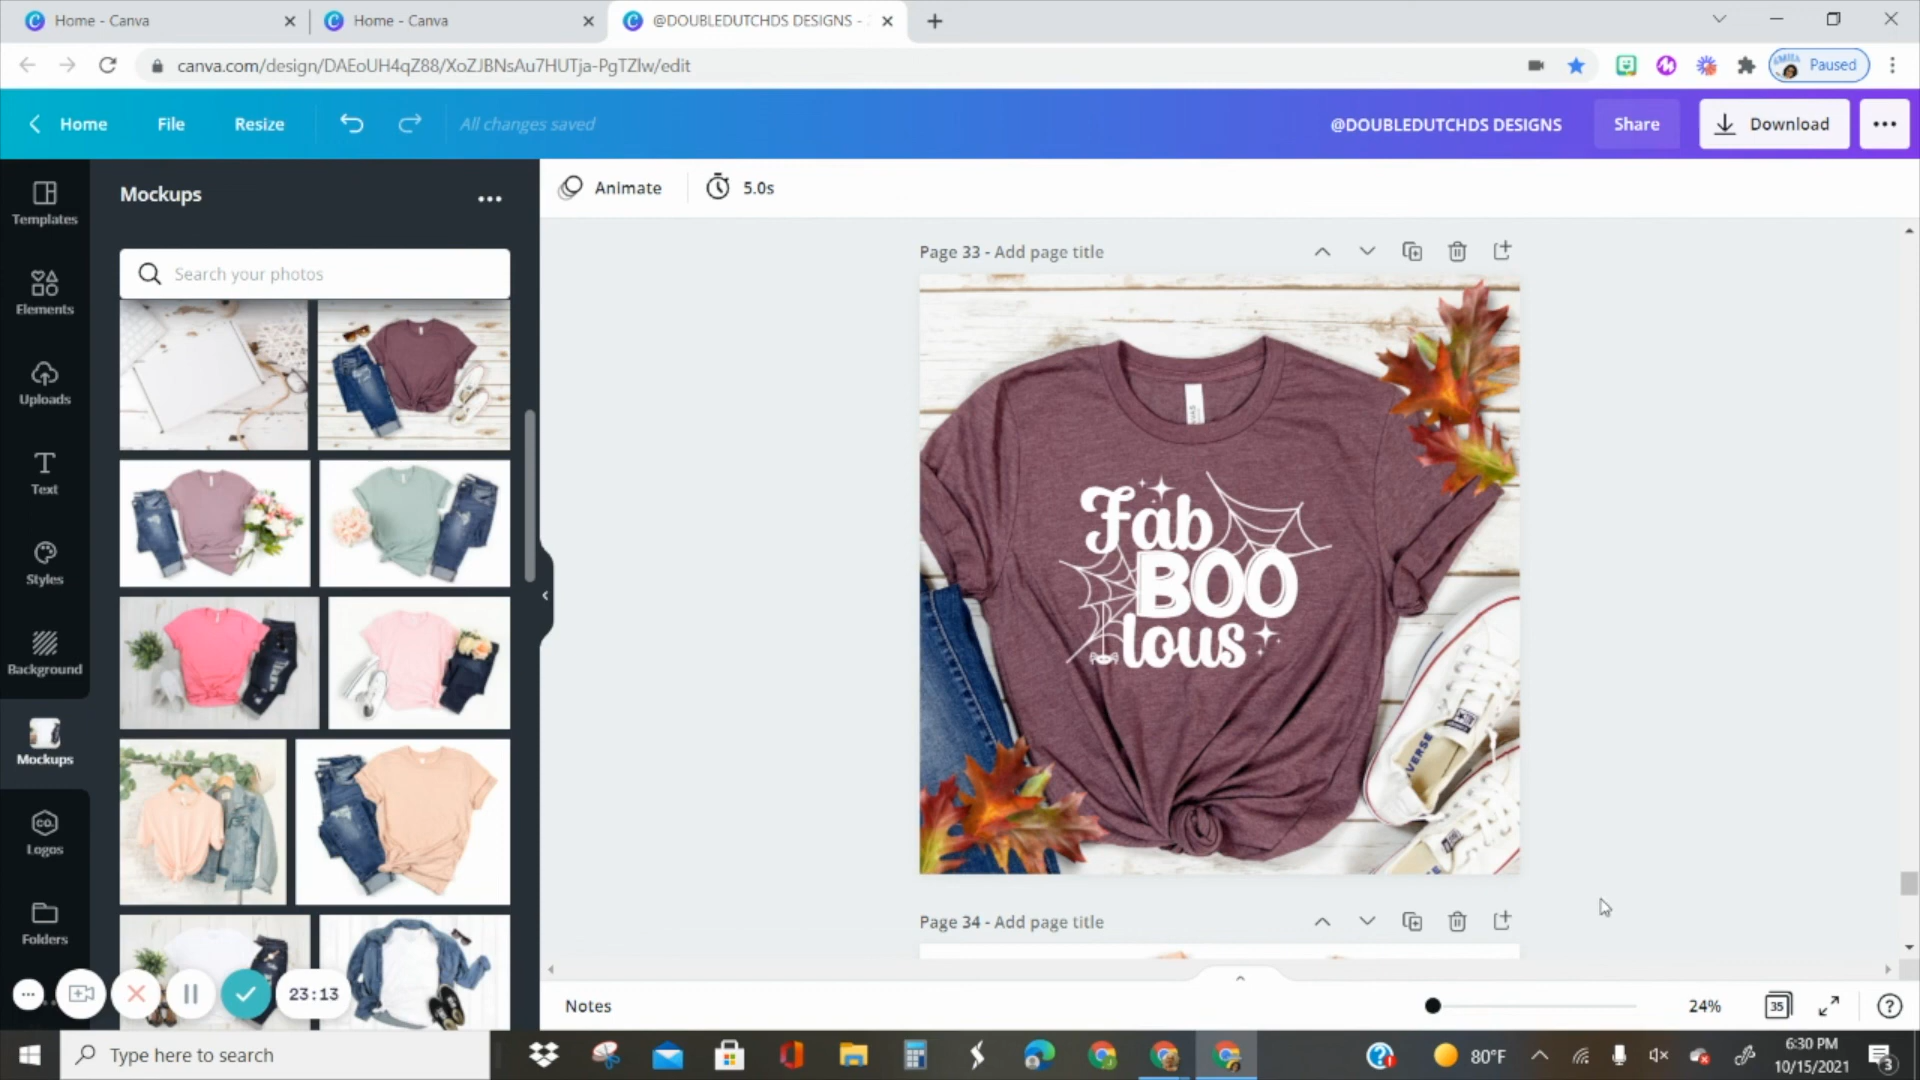 Home - Canva
Home - Canva
@DOUBLEDUTCHDS DESIGNS -
canva.com/design/DAEoUH4qZ88/XoZJBNsAu7HUTja-PgTZlw/edit
Paused
Home
File
Resize
All changes saved
@DOUBLEDUTCHDS DESIGNS
Share
Download
Templates
Elements
Uploads
Text
Styles
Background
Mockups
CO.
Logos
Folders
Mockups
Search your photos
Animate
5.0s
Page 33 - Add page title
Fab
BOO
lous
CONVERSE
Page 34 - Add page title
23:13
Notes
24%
35
Type here to search
80°F
6:30 PM
10/15/2021
3